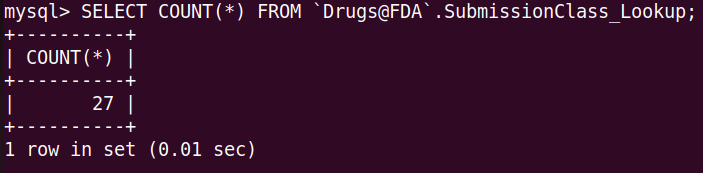 mysql> SELECT COUNT(*) FROM `Drugs@FDA`.SubmissionClass_Lookup;
+----------+
| COUNT(*) |
+----------+
|       27 |
+----------+
1 row in set (0.01 sec)